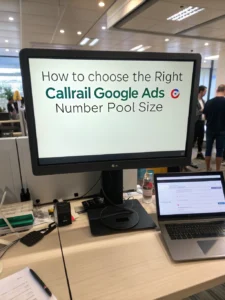 How to choose the Right
Callrail Google Ads
Number Pool Size